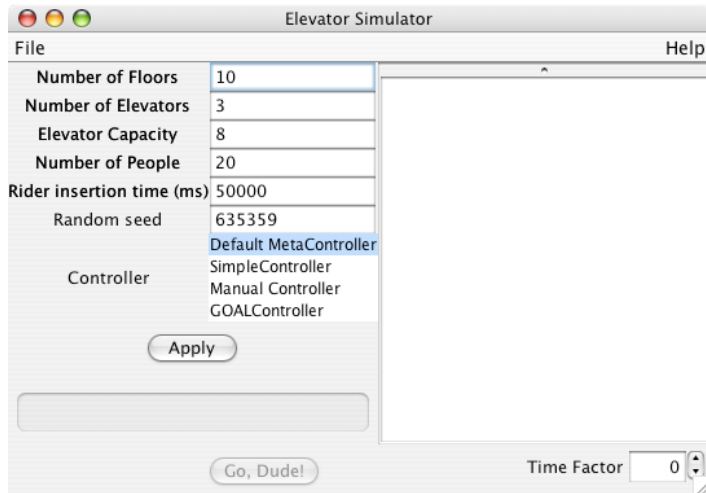 Elevator Simulator
File Help
Number of Floors 10
Number of Elevators 3
Elevator Capacity 8
Number of People 20
Rider insertion time (ms) 50000
Random seed 635359
Controller
Default MetaController
SimpleController
Manual Controller
GOALController
Apply
Go, Dude!
Time Factor 0